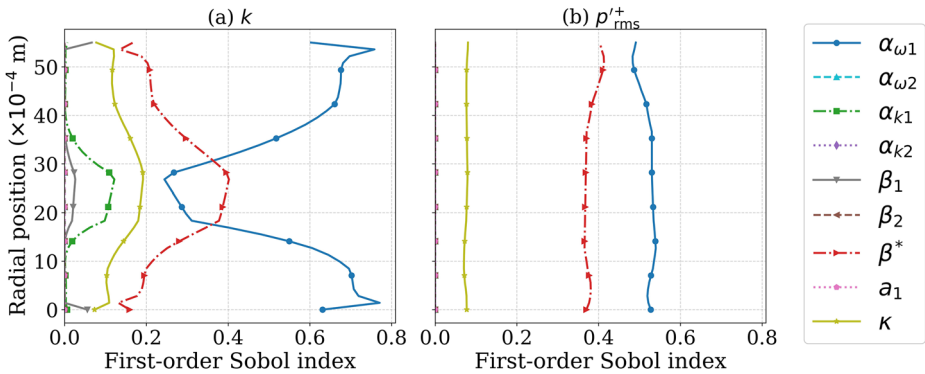 (a) k
(b) p′⁺rms
Radial position (×10⁻⁴ m)
50
40
30
20
10
0
0.0 0.2 0.4 0.6 0.8
0.0 0.2 0.4 0.6 0.8
First-order Sobol index
First-order Sobol index
αω1
αω2
αk1
αk2
β1
β2
β*
a1
κ